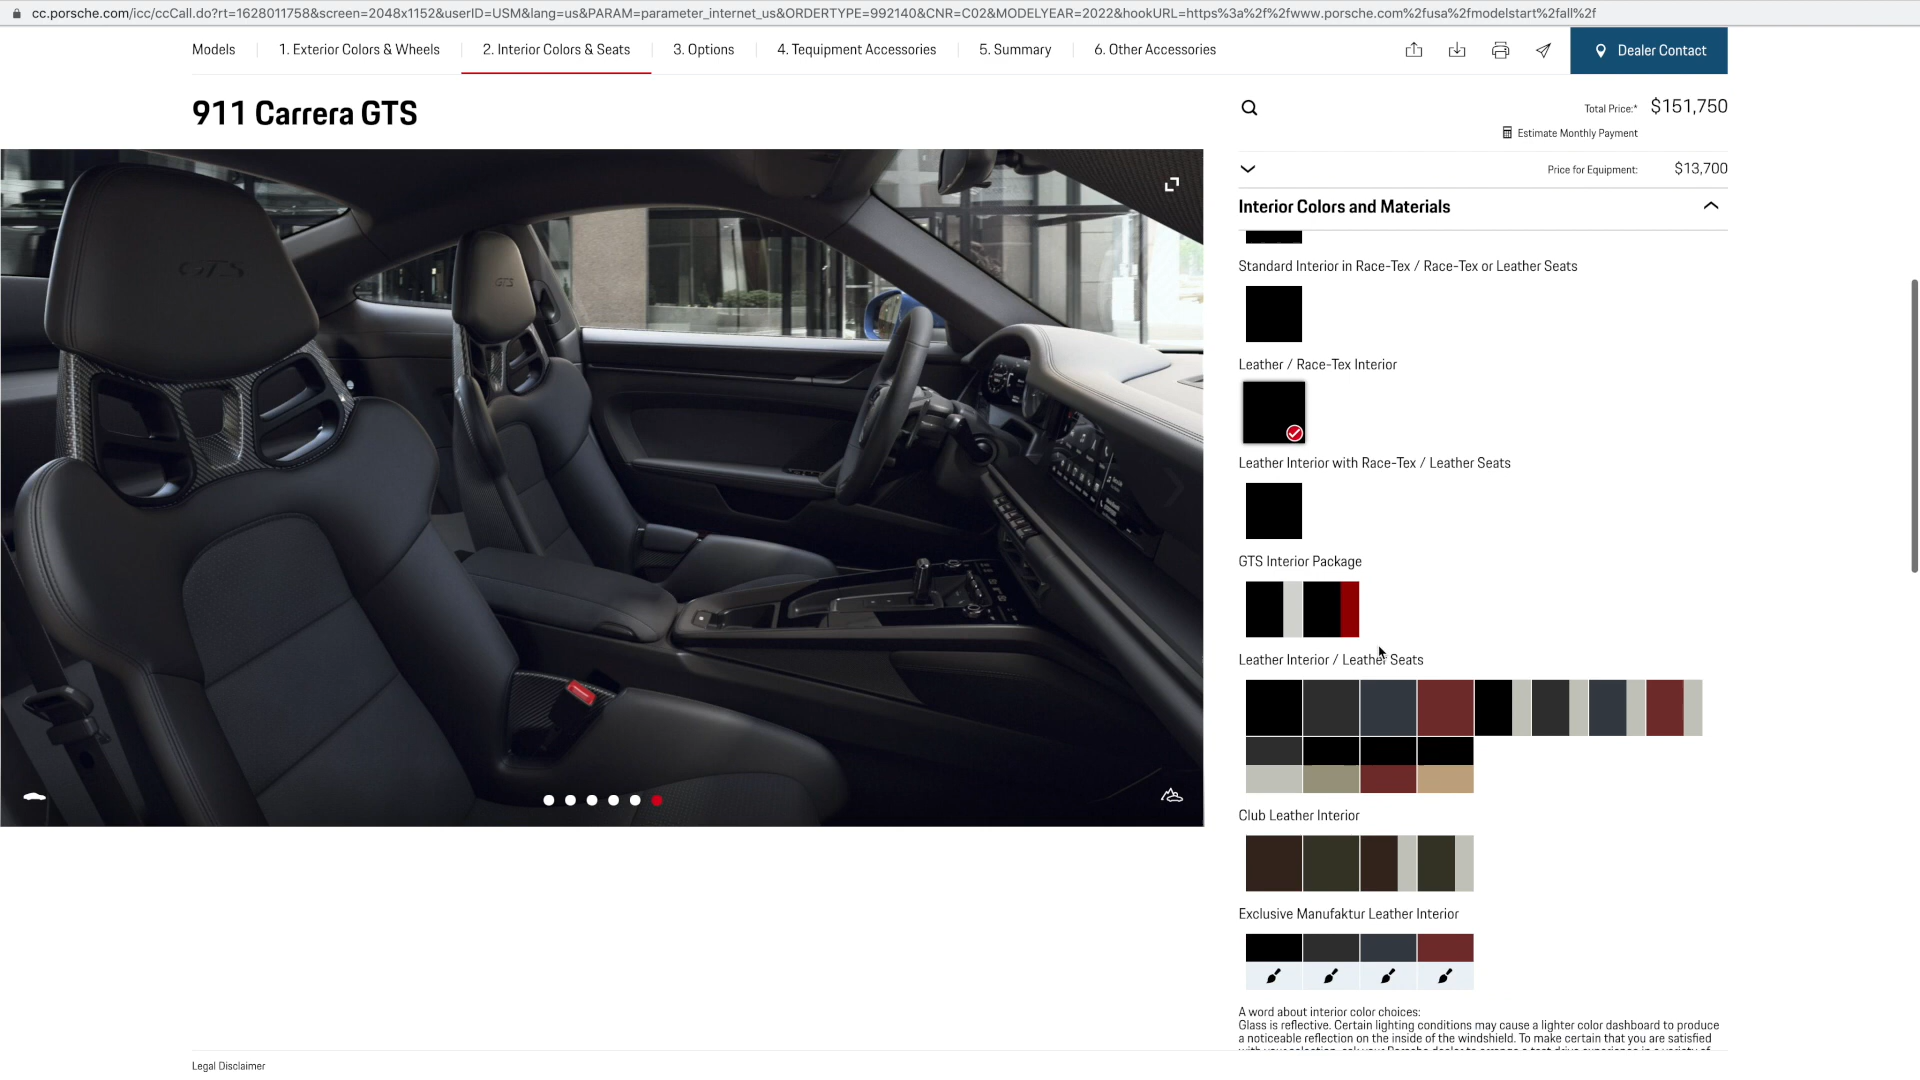 cc.porsche.com/icc/ccCall.do?rt=1628011758&screen=2048x1152&userID=USM&lang=us&PARAM=parameter_internet_us&ORDERTYPE=992140&CNR=C02&MODELYEAR=2022&hookURL=https%3a%2f%2fwww.porsche.com%2fusa%2fmodelstart%2fall%2f
Models 1. Exterior Colors & Wheels 2. Interior Colors & Seats 3. Options 4. Tequipment Accessories 5. Summary 6. Other Accessories Dealer Contact
911 Carrera GTS
Total Price:* $151,750
Estimate Monthly Payment
Price for Equipment: $13,700
Interior Colors and Materials
Standard Interior in Race-Tex / Race-Tex or Leather Seats
Leather / Race-Tex Interior
Leather Interior with Race-Tex / Leather Seats
GTS Interior Package
Leather Interior / Leather Seats
Club Leather Interior
Exclusive Manufaktur Leather Interior
A word about interior color choices:
Glass is reflective. Certain lighting conditions may cause a lighter color dashboard to produce
a noticeable reflection on the inside of the windshield. To make certain that you are satisfied
GTS
GTS
Legal Disclaimer